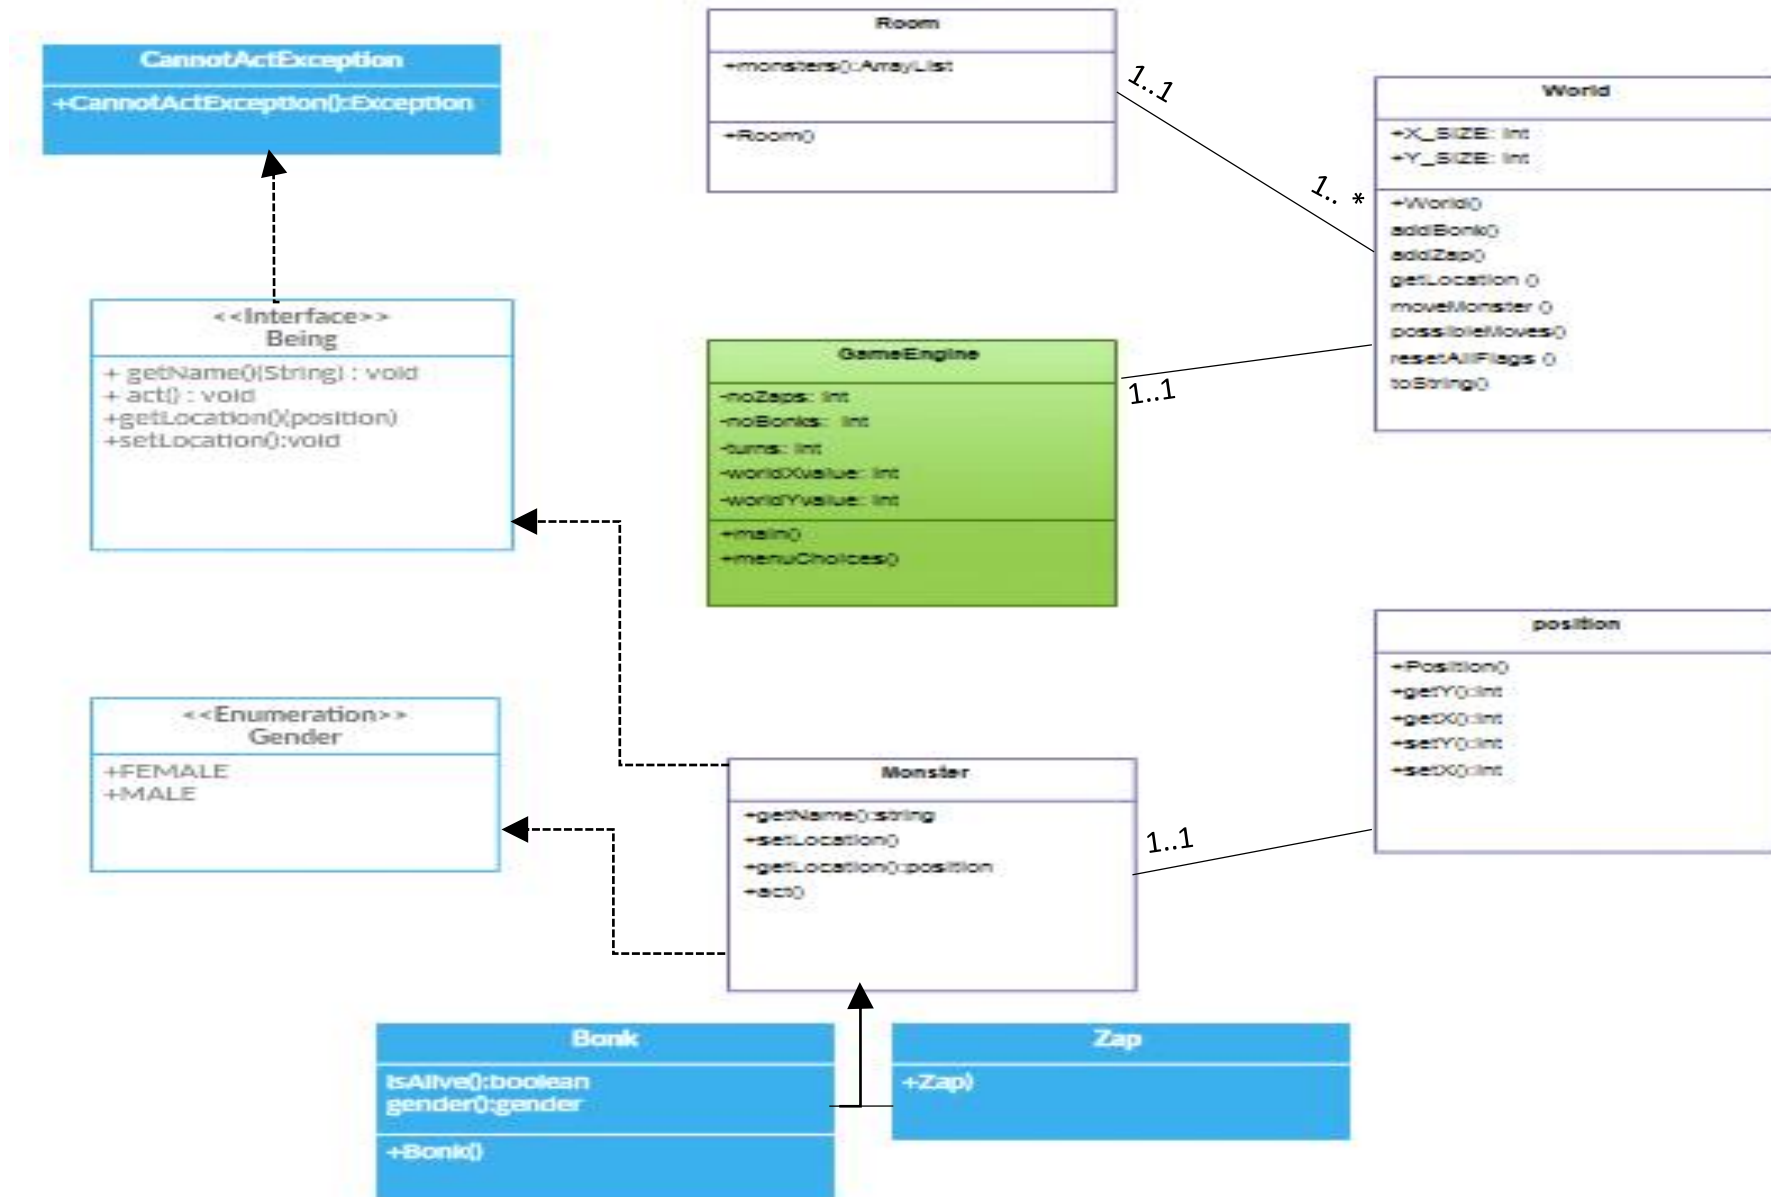 CannotActException
+CannotActException():Exception
<<Interface>>
Being
+ getName()(String) : void
+ act() : void
+getLocation()(position)
+setLocation():void
<<Enumeration>>
Gender
+FEMALE
+MALE
Room
+monsters():ArrayList
+Room()
1..1
1.. *
World
+X_SIZE: Int
+Y_SIZE: Int
+World()
addBonk()
addZap()
getLocation ()
moveMonster ()
possibleMoves()
resetAllFlags ()
toString()
GameEngine
-noZaps: Int
-noBonks: Int
-turns: Int
-worldXvalue: Int
-worldYvalue: Int
+main()
+menuChoices()
1..1
position
+Position()
+getY():Int
+getX():Int
+setY():Int
+setX():Int
Monster
+getName():string
+setLocation()
+getLocation():position
+act()
1..1
Bonk
isAlive():boolean
gender():gender
+Bonk()
Zap
+Zap)